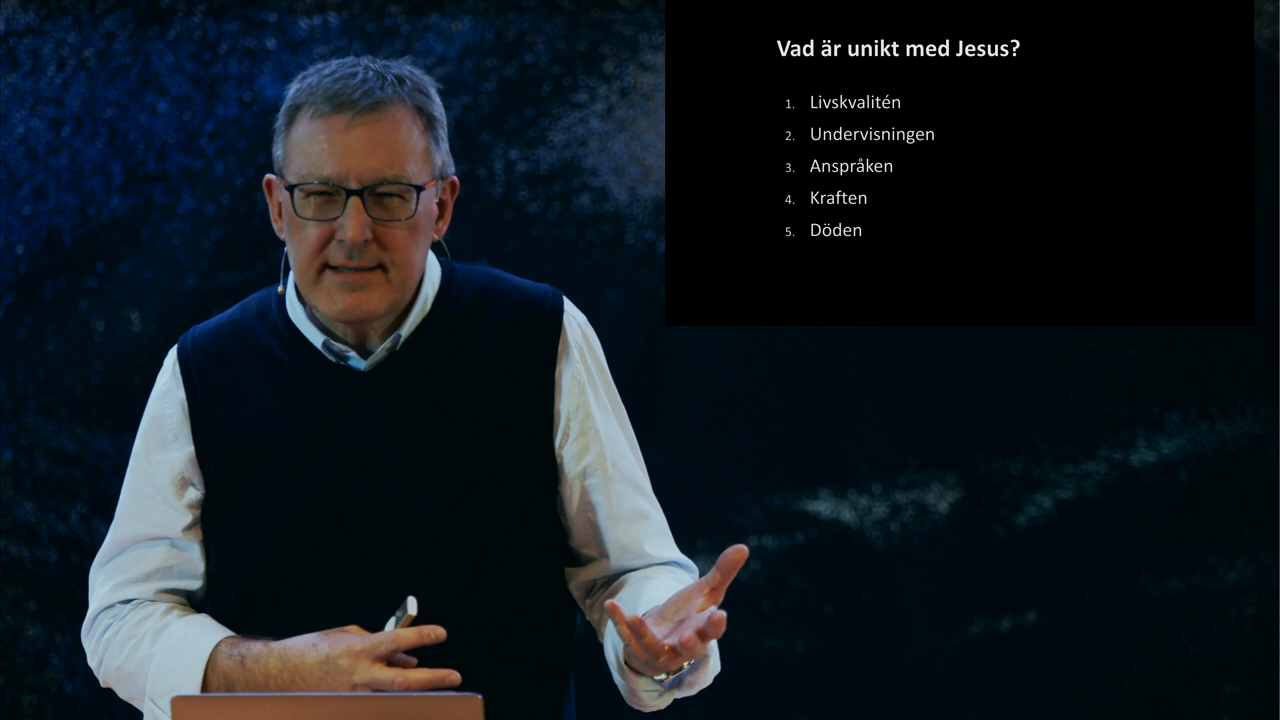 Vad är unikt med Jesus?
1. Livskvalitén
2. Undervisningen
3. Anspråken
4. Kraften
5. Döden